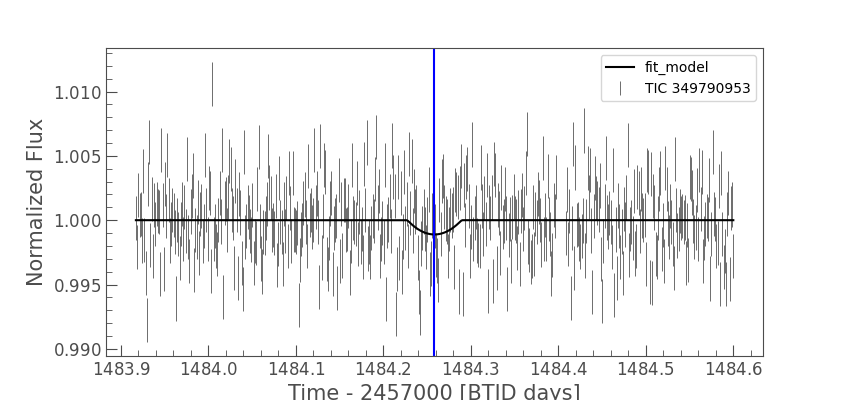 fit_model
TIC 349790953
Normalized Flux
1.010
1.005
1.000
0.995
0.990
1483.9 1484.0 1484.1 1484.2 1484.3 1484.4 1484.5 1484.6
Time - 2457000 [BTJD days]